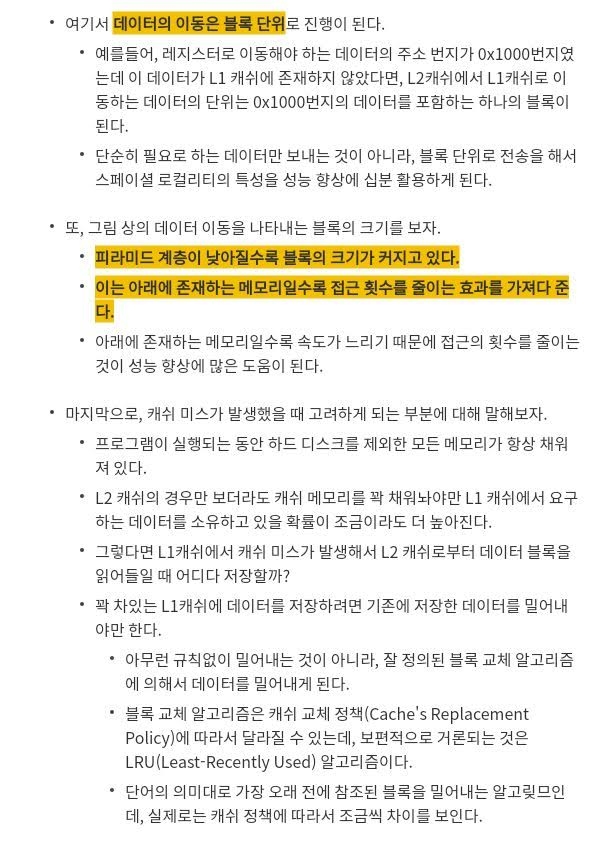 • 여기서 데이터의 이동은 블록 단위로 진행이 된다.
• 예를들어, 레지스터로 이동해야 하는 데이터의 주소 번지가 0x1000번지였
는데 이 데이터가 L1 캐쉬에 존재하지 않았다면, L2캐쉬에서 L1캐쉬로 이
동하는 데이터의 단위는 0x1000번지의 데이터를 포함하는 하나의 블록이
된다.
• 단순히 필요로 하는 데이터만 보내는 것이 아니라, 블록 단위로 전송을 해서
스페이셜 로컬리티의 특성을 성능 향상에 십분 활용하게 된다.
• 또, 그림 상의 데이터 이동을 나타내는 블록의 크기를 보자.
• 피라미드 계층이 낮아질수록 블록의 크기가 커지고 있다.
• 이는 아래에 존재하는 메모리일수록 접근 횟수를 줄이는 효과를 가져다 준
다.
• 아래에 존재하는 메모리일수록 속도가 느리기 때문에 접근의 횟수를 줄이는
것이 성능 향상에 많은 도움이 된다.
• 마지막으로, 캐쉬 미스가 발생했을 때 고려하게 되는 부분에 대해 말해보자.
• 프로그램이 실행되는 동안 하드 디스크를 제외한 모든 메모리가 항상 채워
져 있다.
• L2 캐쉬의 경우만 보더라도 캐쉬 메모리를 꽉 채워놔야만 L1 캐쉬에서 요구
하는 데이터를 소유하고 있을 확률이 조금이라도 더 높아진다.
• 그렇다면 L1캐쉬에서 캐쉬 미스가 발생해서 L2 캐쉬로부터 데이터 블록을
읽어들일 때 어디다 저장할까?
• 꽉 차있는 L1캐쉬에 데이터를 저장하려면 기존에 저장한 데이터를 밀어내
야만 한다.
• 아무런 규칙없이 밀어내는 것이 아니라, 잘 정의된 블록 교체 알고리즘
에 의해서 데이터를 밀어내게 된다.
• 블록 교체 알고리즘은 캐쉬 교체 정책(Cache's Replacement
Policy)에 따라서 달라질 수 있는데, 보편적으로 거론되는 것은
LRU(Least-Recently Used) 알고리즘이다.
• 단어의 의미대로 가장 오래 전에 참조된 블록을 밀어내는 알고릦므인
데, 실제로는 캐쉬 정책에 따라서 조금씩 차이를 보인다.